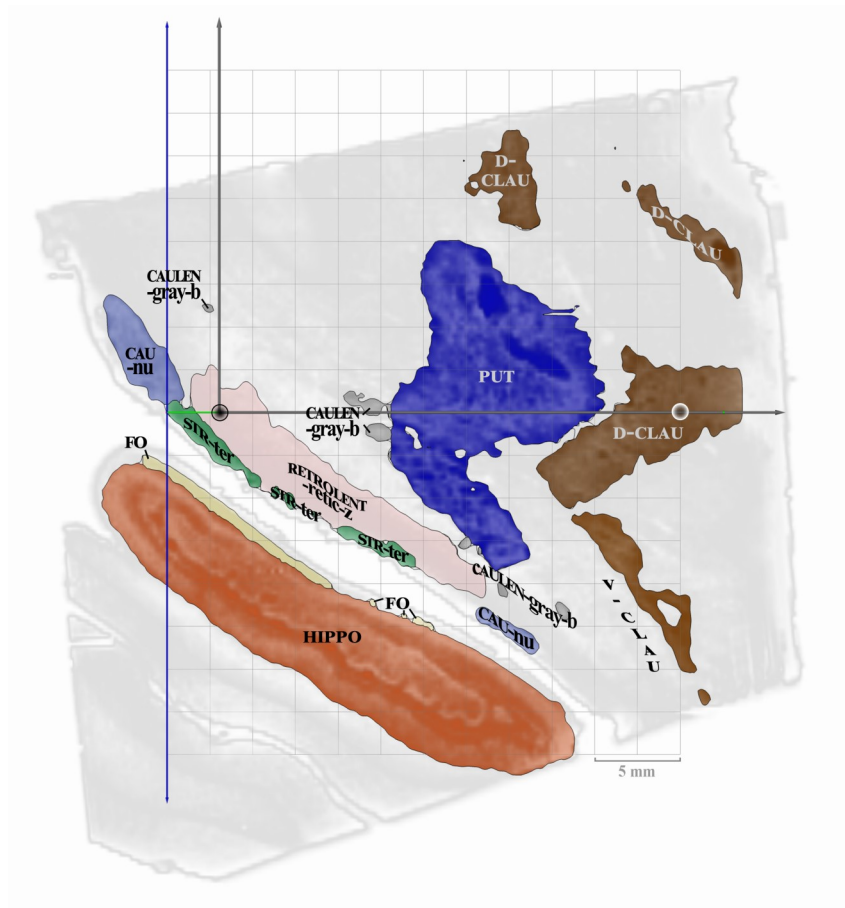 D-
CLAU
D-CLAU
CAULEN
-gray-b
CAU
-nu
PUT
CAULEN
-gray-b
D-CLAU
FO
STR-ter
RETROLENT
-retic-z
STR-ter
STR-ter
CAULEN-gray-b
V-CLAU
FO
CAU-nu
HIPPO
5 mm